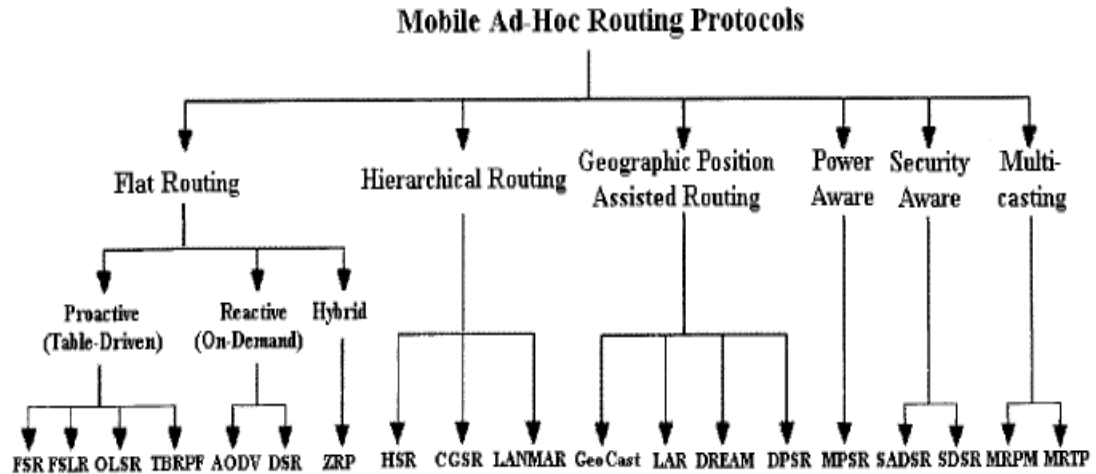 Mobile Ad-Hoc Routing Protocols
Flat Routing
Hierarchical Routing
Geographic Position
Assisted Routing
Power
Aware
Security
Aware
Multi-
casting
Proactive
(Table-Driven)
Reactive
(On-Demand)
Hybrid
FSR FSLR OLSR TBRPF AODV DSR ZRP HSR CGSR LANMAR GeoCast LAR DREAM DPSR MPSR SADSR SDSR MRPM MRTP